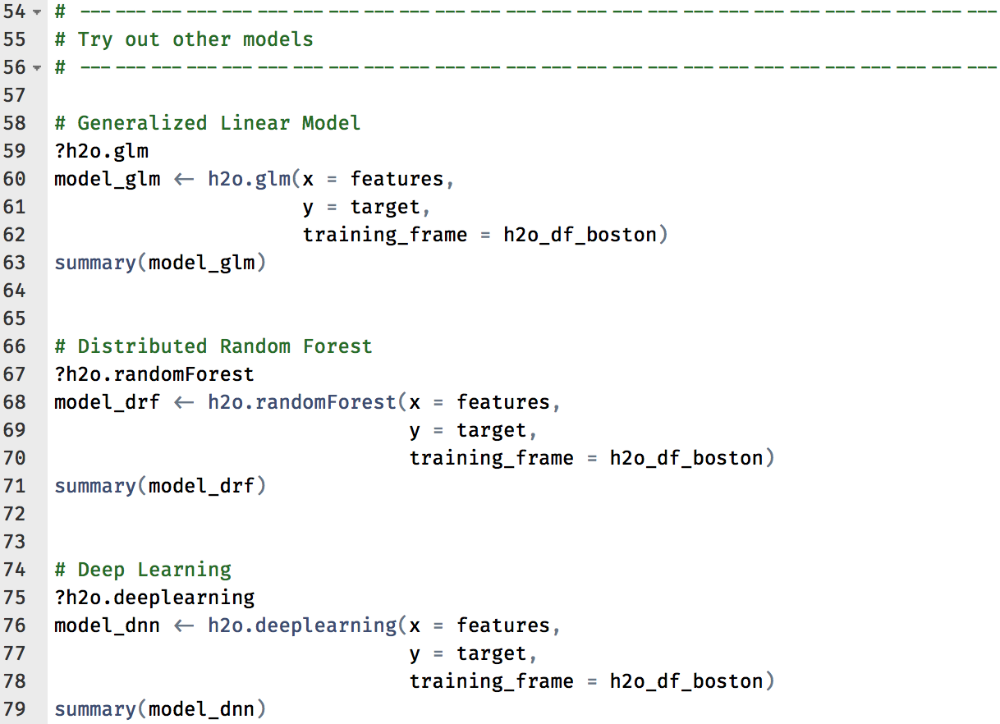 54 # -- --- --- --- --- --- --- --- --- --- --- --- --- --- --- --- --- --- --- --- --- --- --- --- --- ---
55 # Try out other models
56 # -- --- --- --- --- --- --- --- --- --- --- --- --- --- --- --- --- --- --- --- --- --- --- --- --- ---
57
58 # Generalized Linear Model
59 ?h2o.glm
60 model_glm <- h2o.glm(x = features,
61                      y = target,
62                      training_frame = h2o_df_boston)
63 summary(model_glm)
64
65
66 # Distributed Random Forest
67 ?h2o.randomForest
68 model_drf <- h2o.randomForest(x = features,
69                               y = target,
70                               training_frame = h2o_df_boston)
71 summary(model_drf)
72
73
74 # Deep Learning
75 ?h2o.deeplearning
76 model_dnn <- h2o.deeplearning(x = features,
77                               y = target,
78                               training_frame = h2o_df_boston)
79 summary(model_dnn)